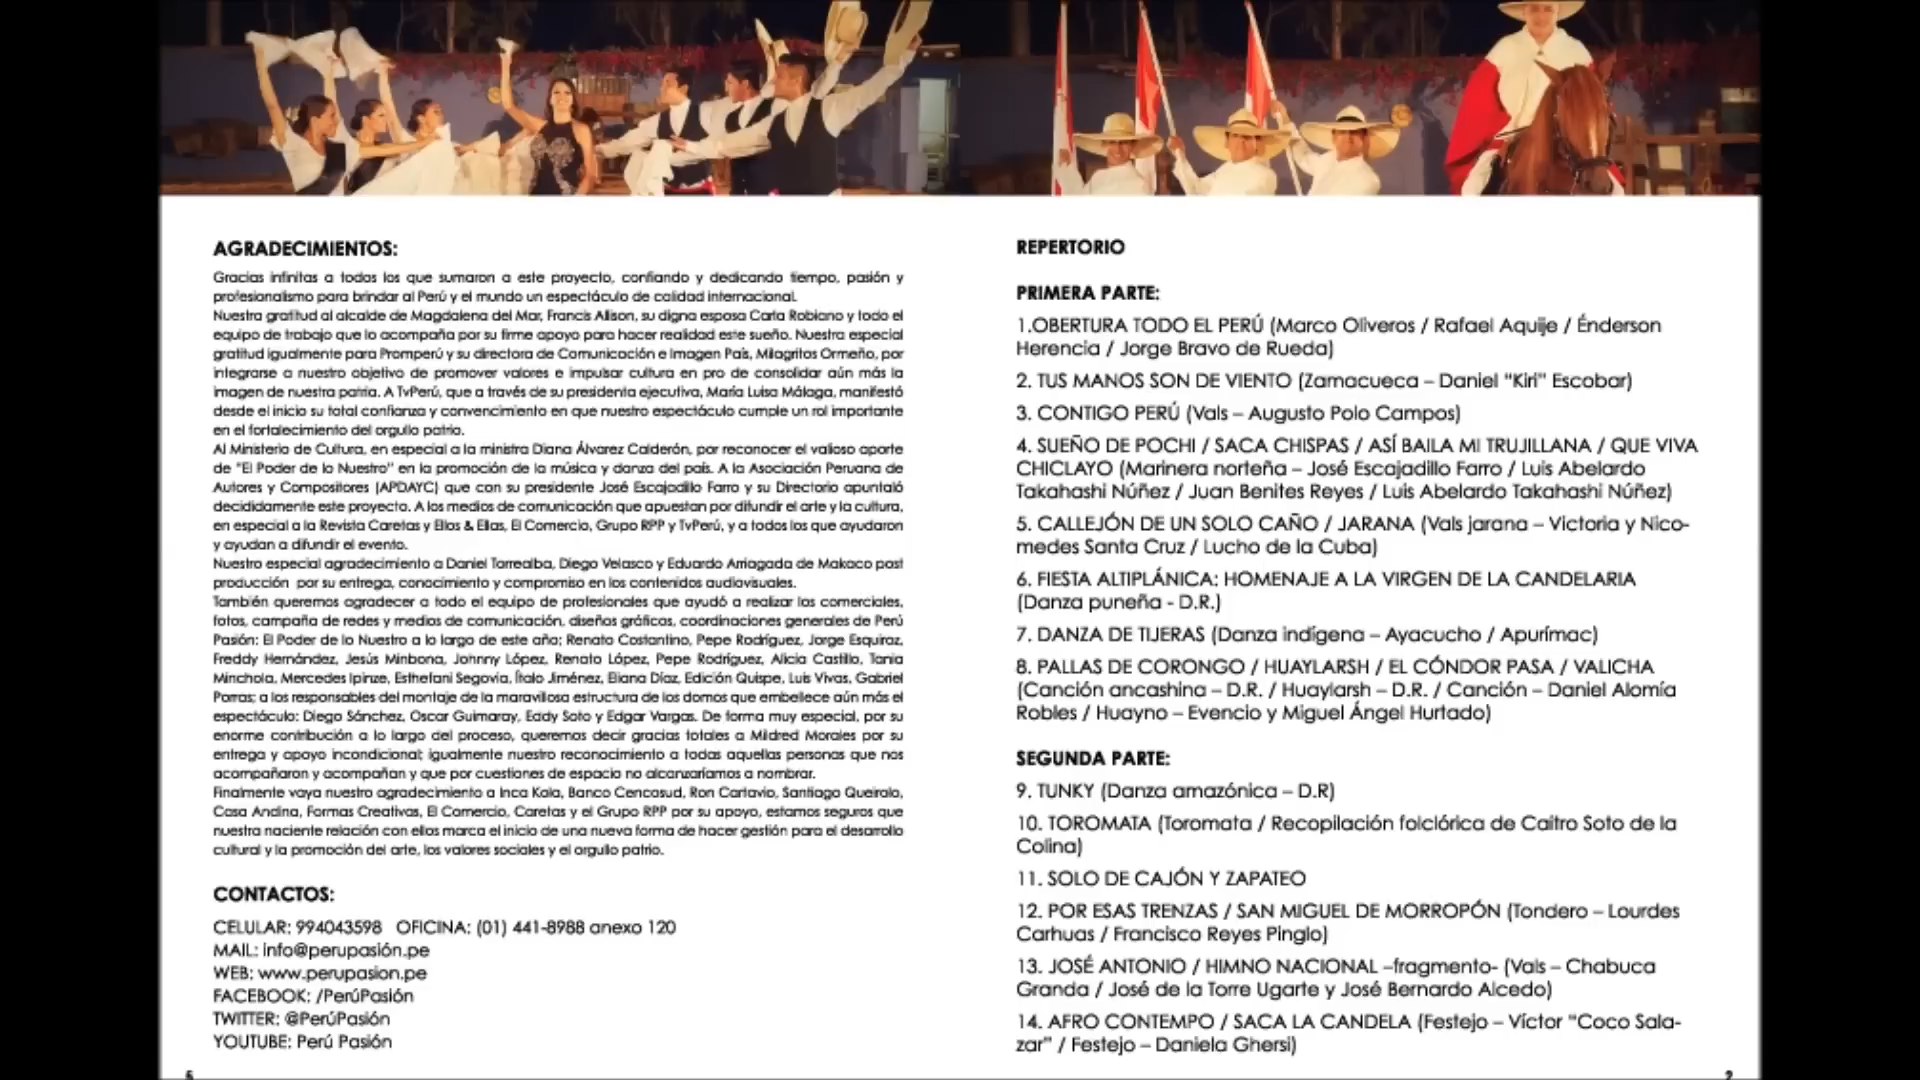 AGRADECIMIENTOS:
Gracias infinitas a todos los que sumaron a este proyecto, confiando y dedicando tiempo, pasión y
profesionalismo para brindar al Perú y el mundo un espectáculo de calidad internacional.
Nuestra gratitud al alcalde de Magdalena del Mar, Francis Allison, su digna esposa Carla Robiano y todo el
equipo de trabajo que lo acompaña por su firme apoyo para hacer realidad este sueño. Nuestra especial
gratitud igualmente para Promperú y su directora de Comunicación e Imagen País, Milagritos Ormeño, por
integrarse a nuestro objetivo de promover valores e impulsar cultura en pro de consolidar aún más la
imagen de nuestra patria. A TvPerú, que a través de su presidenta ejecutiva, María Luisa Málaga, manifestó
desde el inicio su total confianza y convencimiento en que nuestro espectáculo cumple un rol importante
en el fortalecimiento del orgullo patrio.
Al Ministerio de Cultura, en especial a la ministra Diana Álvarez Calderón, por reconocer el valioso aporte
de "El Poder de lo Nuestro" en la promoción de la música y danza del país. A la Asociación Peruana de
Autores y Compositores (APDAYC) que con su presidente José Escajadillo Farro y su Directorio apuntaló
decididamente este proyecto. A los medios de comunicación que apuestan por difundir el arte y la cultura,
en especial a la Revista Caretas y Ellos & Ellas, El Comercio, Grupo RPP y TvPerú, y a todos los que ayudaron
y ayudan a difundir el evento.
Nuestro especial agradecimiento a Daniel Torrealba, Diego Velasco y Eduardo Arriagada de Makaco post
producción por su entrega, conocimiento y compromiso en los contenidos audiovisuales.
También queremos agradecer a todo el equipo de profesionales que ayudó a realizar los comerciales,
fotos, campaña de redes y medios de comunicación, diseños gráficos, coordinaciones generales de Perú
Pasión: El Poder de lo Nuestro a lo largo de este año; Renato Costantino, Pepe Rodríguez, Jorge Esquiroz,
Freddy Hernández, Jesús Minbona, Johnny López, Renato López, Pepe Rodríguez, Alicia Castillo, Tania
Minchola, Mercedes Ipinze, Esthefani Segovia, Ítalo Jiménez, Eliana Díaz, Edición Quispe, Luis Vivas, Gabriel
Porras; a los responsables del montaje de la maravillosa estructura de los domos que embellece aún más el
espectáculo: Diego Sánchez, Oscar Guimaray, Eddy Soto y Edgar Vargas. De forma muy especial, por su
enorme contribución a lo largo del proceso, queremos decir gracias totales a Mildred Morales por su
entrega y apoyo incondicional; igualmente nuestro reconocimiento a todas aquellas personas que nos
acompañaron y acompañan y que por cuestiones de espacio no alcanzaríamos a nombrar.
Finalmente vaya nuestro agradecimiento a Inca Kola, Banco Cencosud, Ron Cartavio, Santiago Queirolo,
Casa Andina, Formas Creativas, El Comercio, Caretas y el Grupo RPP por su apoyo, estamos seguros que
nuestra naciente relación con ellos marca el inicio de una nueva forma de hacer gestión para el desarrollo
cultural y la promoción del arte, los valores sociales y el orgullo patrio.
CONTACTOS:
CELULAR: 994043598 OFICINA: (01) 441-8988 anexo 120
MAIL: info@perupasión.pe
WEB: www.perupasion.pe
FACEBOOK: /PerúPasión
TWITTER: @PerúPasión
YOUTUBE: Perú Pasión
5
REPERTORIO
PRIMERA PARTE:
1.OBERTURA TODO EL PERÚ (Marco Oliveros / Rafael Aquije / Énderson
Herencia / Jorge Bravo de Rueda)
2. TUS MANOS SON DE VIENTO (Zamacueca – Daniel "Kiri" Escobar)
3. CONTIGO PERÚ (Vals – Augusto Polo Campos)
4. SUEÑO DE POCHI / SACA CHISPAS / ASÍ BAILA MI TRUJILLANA / QUE VIVA
CHICLAYO (Marinera norteña – José Escajadillo Farro / Luis Abelardo
Takahashi Núñez / Juan Benites Reyes / Luis Abelardo Takahashi Núñez)
5. CALLEJÓN DE UN SOLO CAÑO / JARANA (Vals jarana – Victoria y Nico-
medes Santa Cruz / Lucho de la Cuba)
6. FIESTA ALTIPLÁNICA: HOMENAJE A LA VIRGEN DE LA CANDELARIA
(Danza puneña - D.R.)
7. DANZA DE TIJERAS (Danza indígena – Ayacucho / Apurímac)
8. PALLAS DE CORONGO / HUAYLARSH / EL CÓNDOR PASA / VALICHA
(Canción ancashina – D.R. / Huaylarsh – D.R. / Canción – Daniel Alomía
Robles / Huayno – Evencio y Miguel Ángel Hurtado)
SEGUNDA PARTE:
9. TUNKY (Danza amazónica – D.R)
10. TOROMATA (Toromata / Recopilación folclórica de Caitro Soto de la
Colina)
11. SOLO DE CAJÓN Y ZAPATEO
12. POR ESAS TRENZAS / SAN MIGUEL DE MORROPÓN (Tondero – Lourdes
Carhuas / Francisco Reyes Pinglo)
13. JOSÉ ANTONIO / HIMNO NACIONAL –fragmento- (Vals – Chabuca
Granda / José de la Torre Ugarte y José Bernardo Alcedo)
14. AFRO CONTEMPO / SACA LA CANDELA (Festejo – Víctor "Coco Sala-
zar" / Festejo – Daniela Ghersi)
2